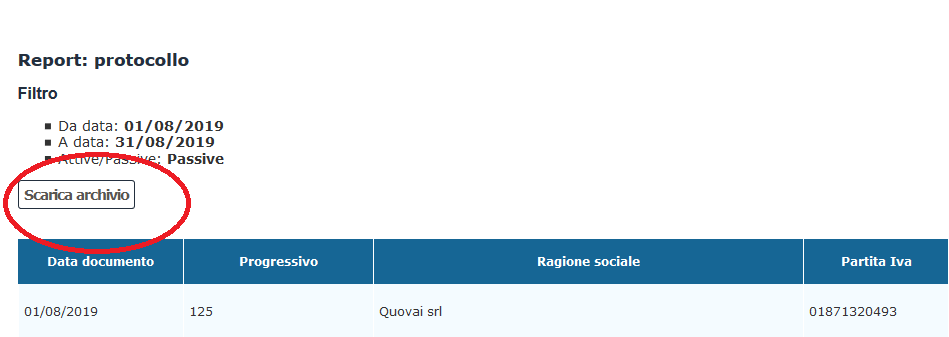 Report: protocollo
Filtro
Da data: 01/08/2019
A data: 31/08/2019
Attive/Passive: Passive
Scarica archivio
Data documento Progressivo Ragione sociale Partita Iva
01/08/2019 125 Quovai srl 01871320493